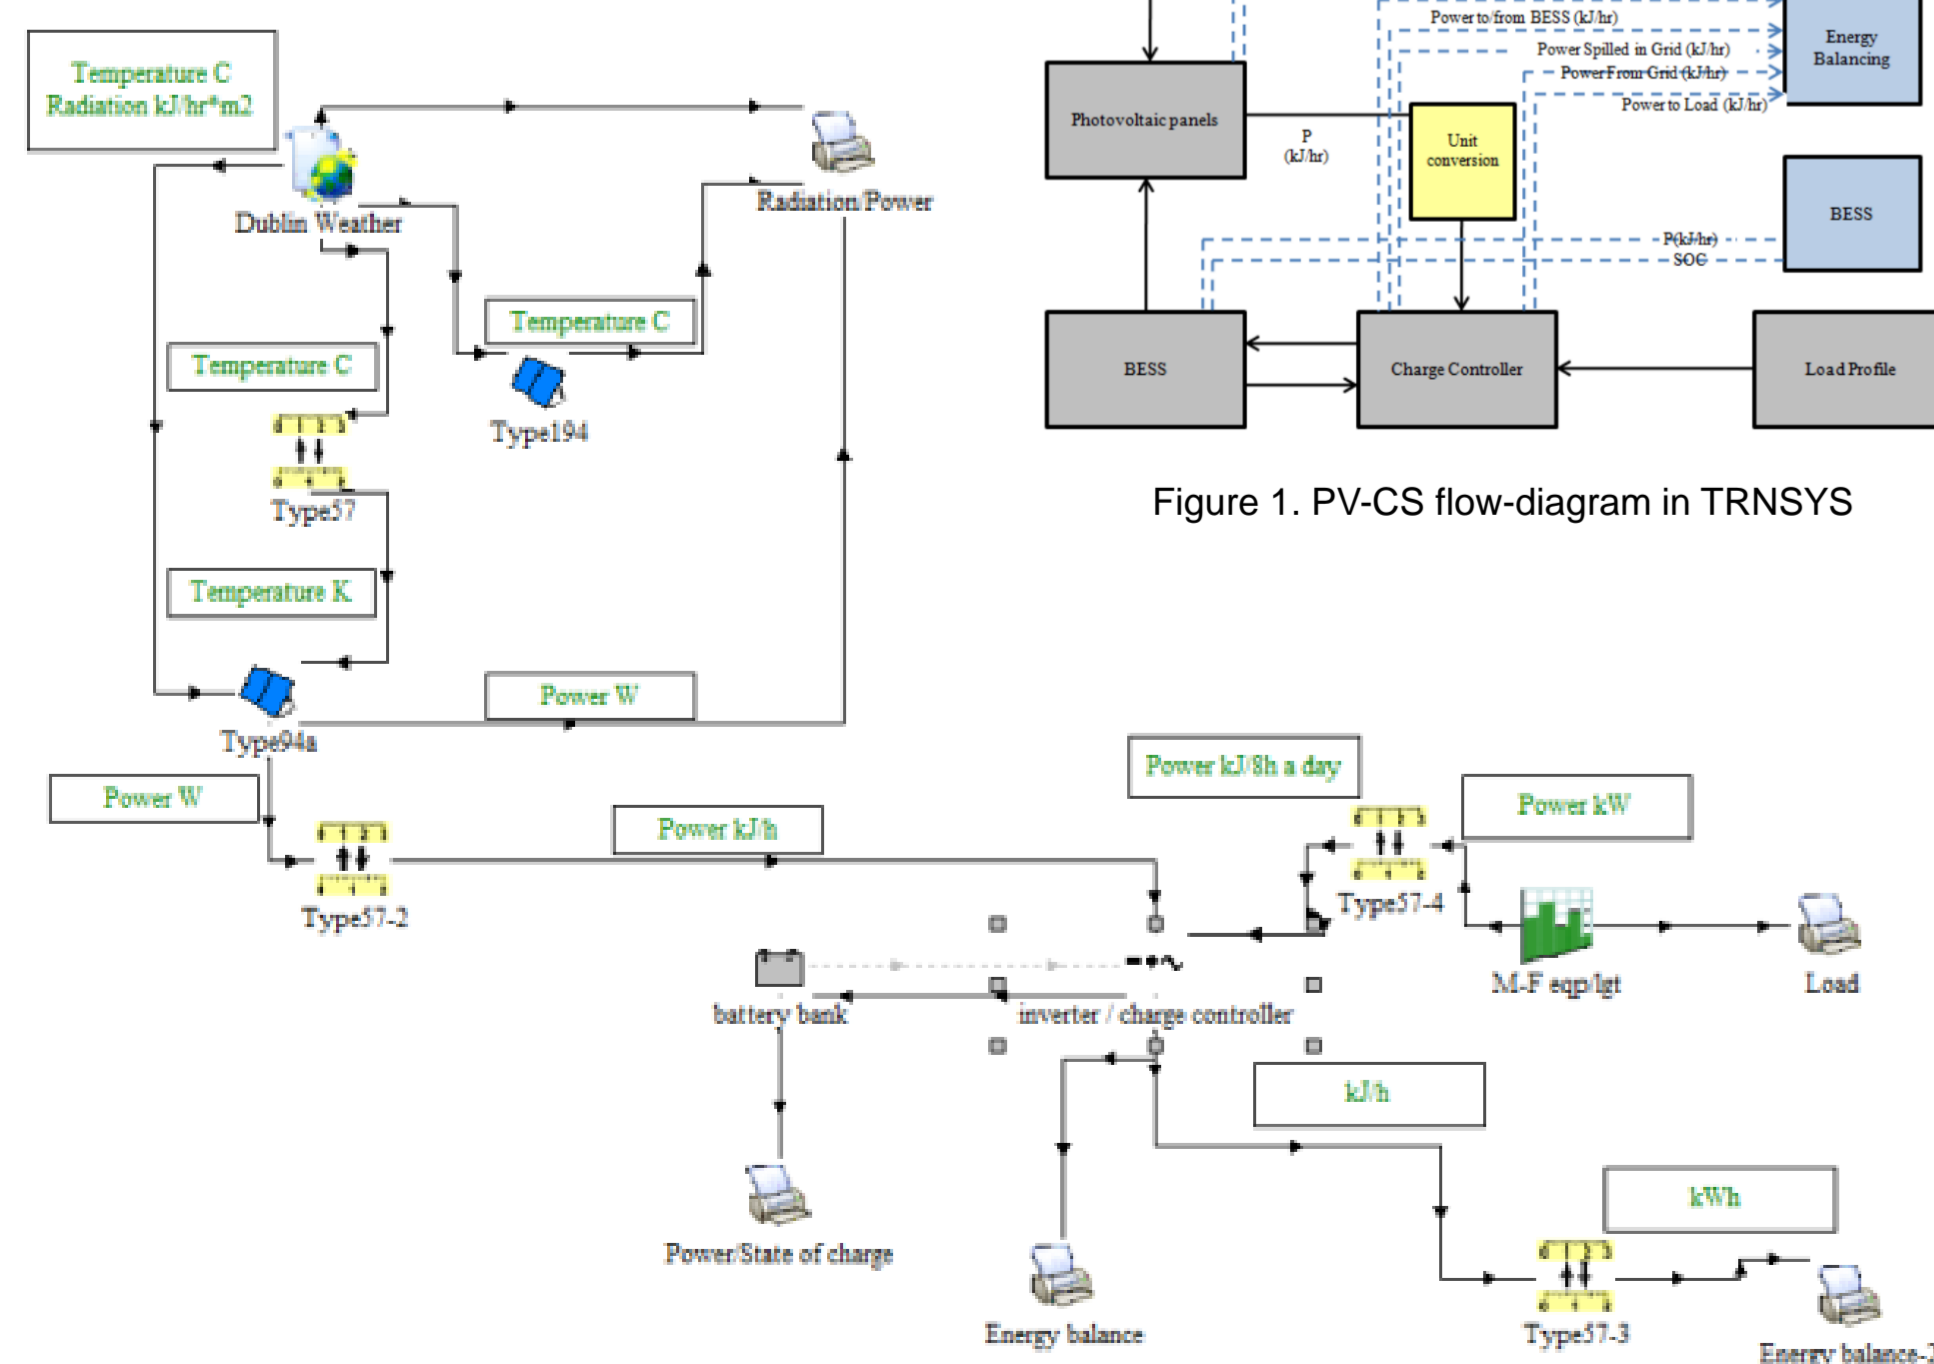 Temperature C
Radiation kJ/hr*m2
Dublin Weather
Radiation/Power
Temperature C
Type194
Temperature C
Type57
Temperature K
Type94a
Power W
Power W
Type57-2
Power kJ/h
battery bank
inverter / charge controller
Power kJ/8h a day
Type57-4
Power kW
M-F eqp/lgt
Load
Power/State of charge
Energy balance
kJ/h
kWh
Type57-3
Energy balance-2
Power to/from BESS (kJ/hr)
Power Spilled in Grid (kJ/hr)
Power From Grid (kJ/hr)
Power to Load (kJ/hr)
Energy
Balancing
Photovoltaic panels
P
(kJ/hr)
Unit
conversion
BESS
P(kJ/hr)
SOC
BESS
Charge Controller
Load Profile
Figure 1. PV-CS flow-diagram in TRNSYS